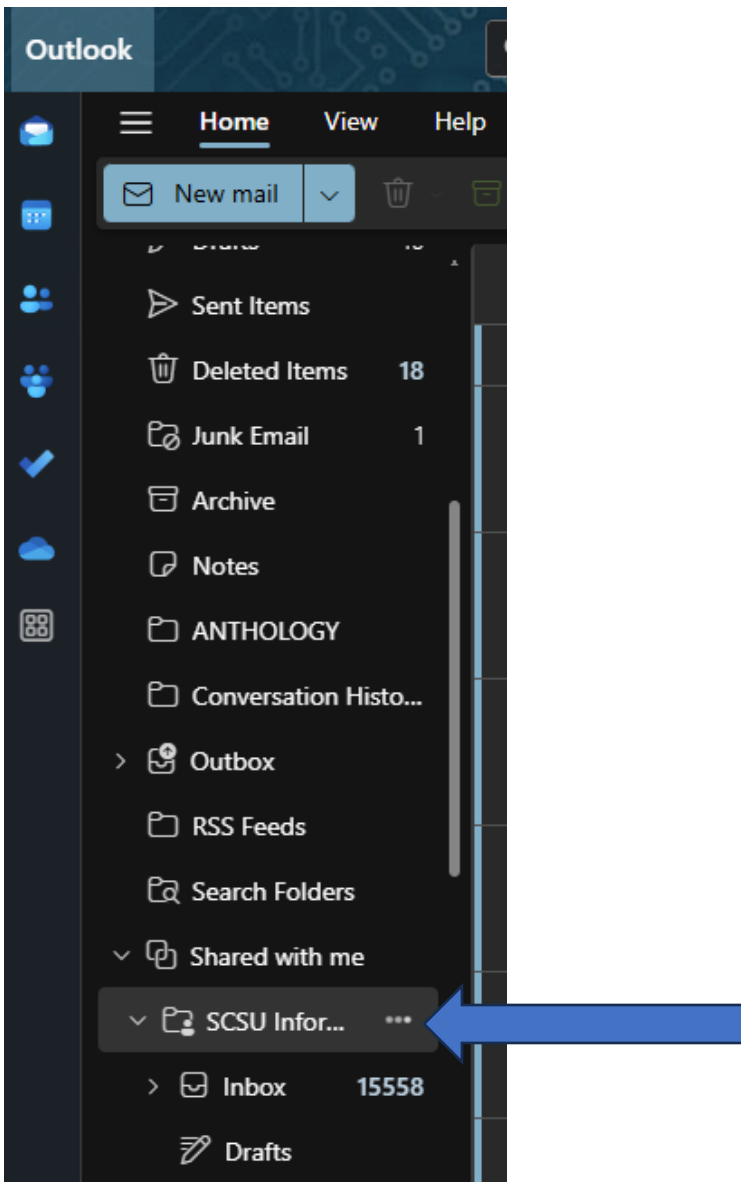 Outlook
Home View Help
New mail
Drafts
Sent Items
Deleted Items 18
Junk Email 1
Archive
Notes
ANTHOLOGY
Conversation Histo...
Outbox
RSS Feeds
Search Folders
Shared with me
SCSU Infor... ...
Inbox 15558
Drafts